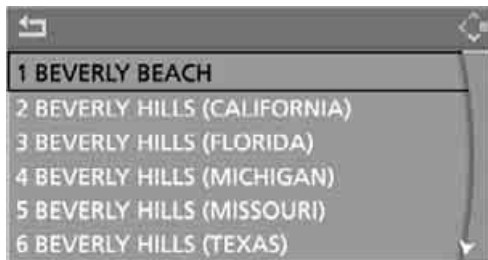 1 BEVERLY BEACH
2 BEVERLY HILLS (CALIFORNIA)
3 BEVERLY HILLS (FLORIDA)
4 BEVERLY HILLS (MICHIGAN)
5 BEVERLY HILLS (MISSOURI)
6 BEVERLY HILLS (TEXAS)